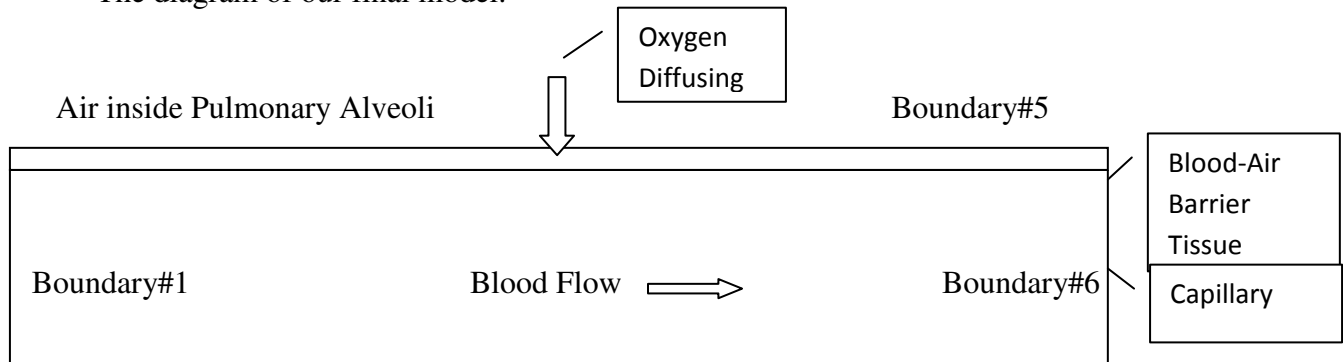 The diagram of our final model:
Oxygen
Diffusing
Air inside Pulmonary Alveoli
Boundary#5
Blood-Air
Barrier
Tissue
Boundary#1
Blood Flow
Boundary#6
Capillary